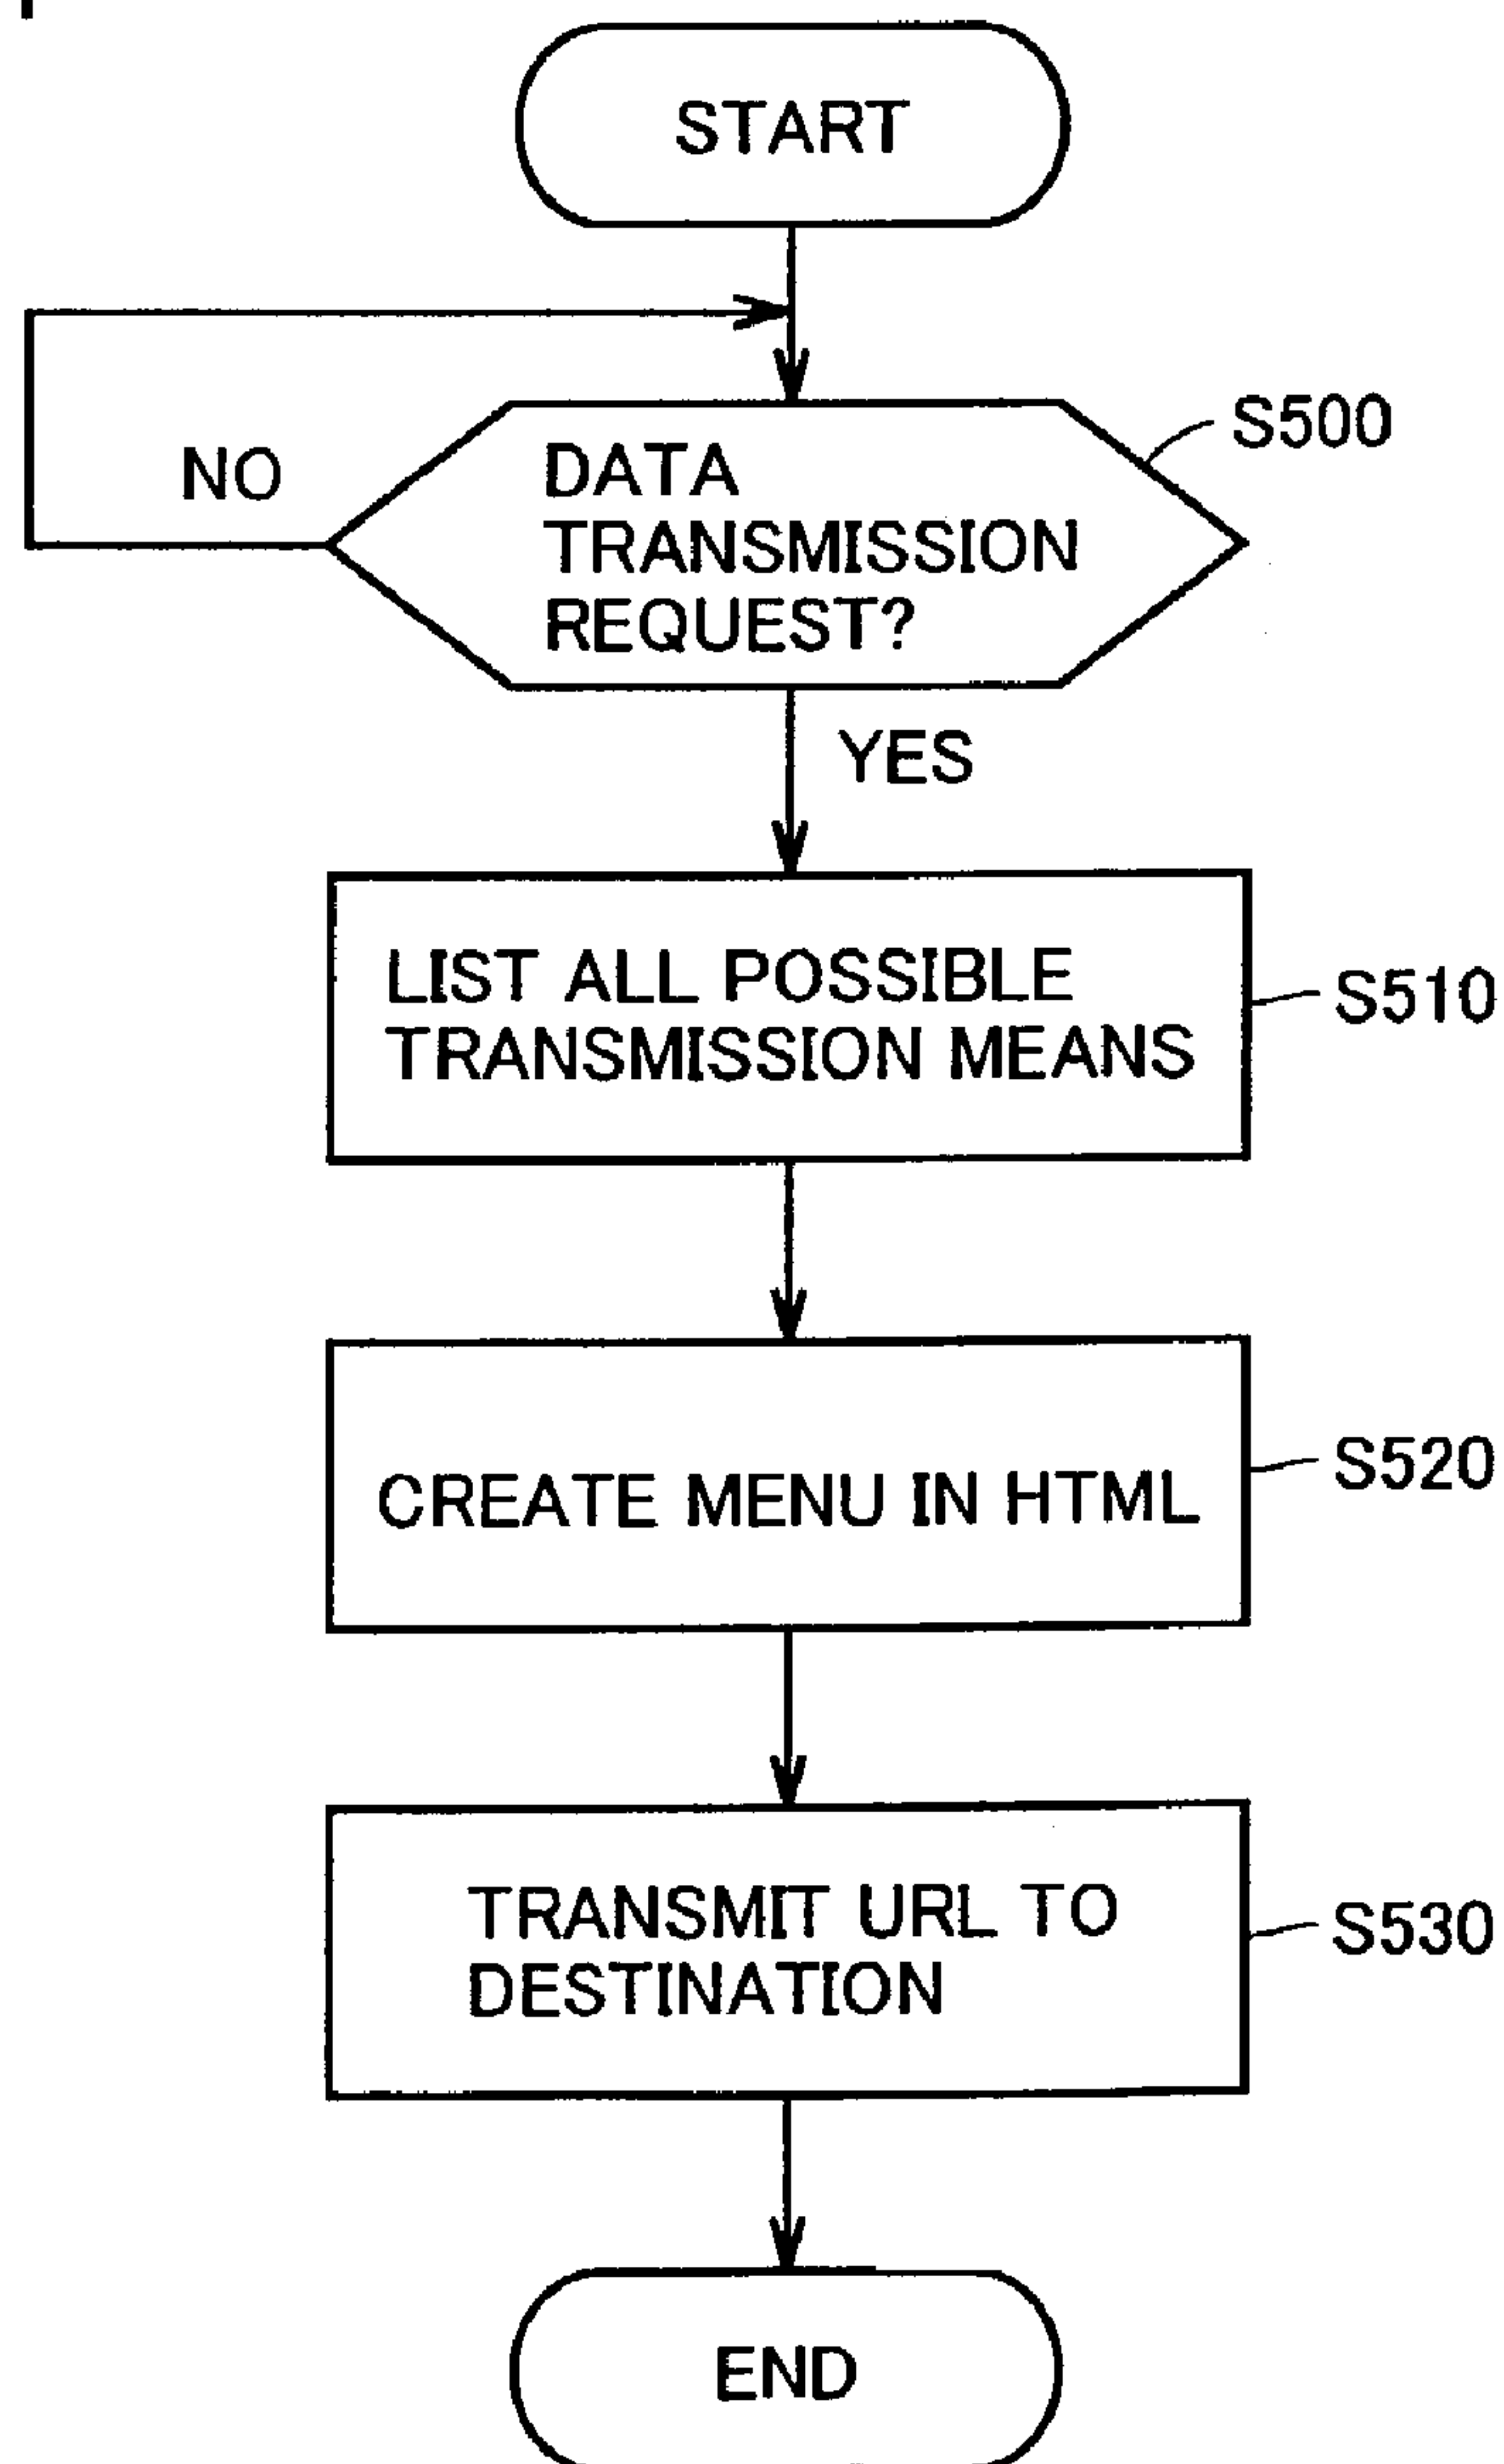 START
S500
NO
DATA
TRANSMISSION
REQUEST?
YES
LIST ALL POSSIBLE
TRANSMISSION MEANS
S510
CREATE MENU IN HTML
S520
TRANSMIT URL TO
DESTINATION
S530
END